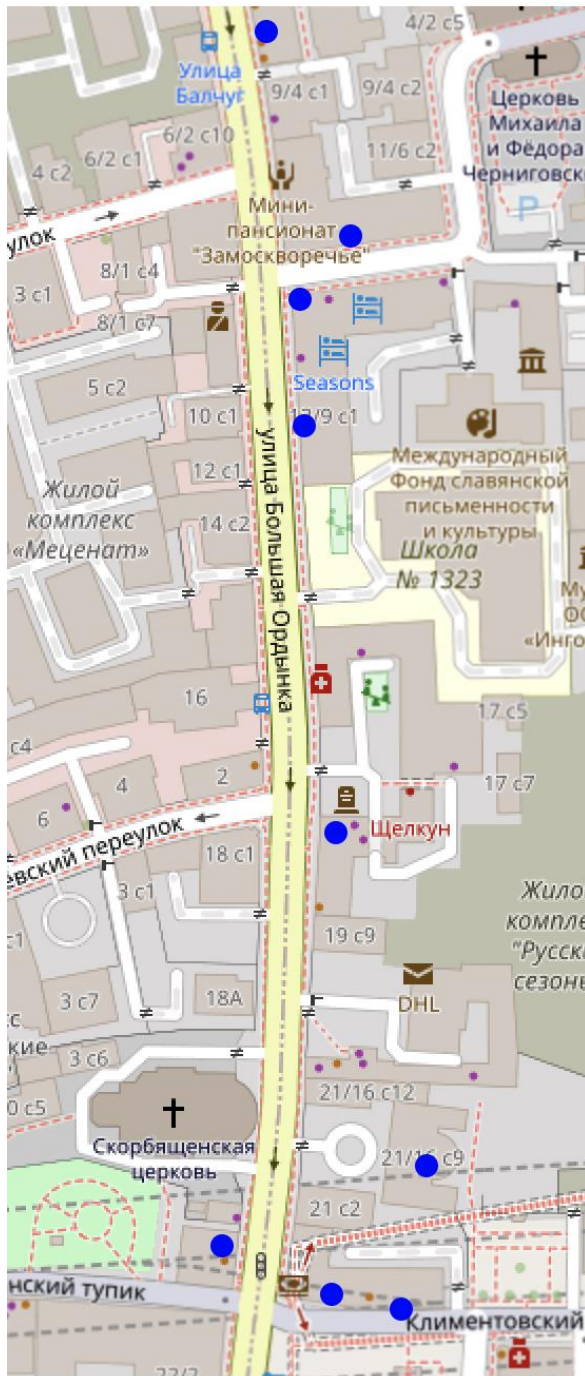 4/2 с5
Улица
Балчуг
9/4 с1
9/4 с2
Церковь
Михаила
и Фёдора
Черниговск
6/2 с10
6/2 с1
4 с2
11/6 с2
P
Мини-
пансионат
"Замоскворечье"
улок
8/1 с4
3 с1
8/1 с7
Seasons
5 с2
10 с1
9 с1
улица Большая Ордынка
12 с1
Международный
Фонд славянской
письменности
и культуры
Жилой
комплекс
«Меценат»
14 с2
Школа
№ 1323
Му
ОС
«Инго
16
17 с5
с4
2
4
17 с7
6
Щелкун
евский переулок
18 с1
3 с1
Жило
компле
"Русск
сезоны
19 с9
с1
18А
3 с7
DHL
с
кие
3 с6
21/16 с12
0 с5
Скорбященская
церковь
21/16 с9
21 с2
нский тупик
Климентовский